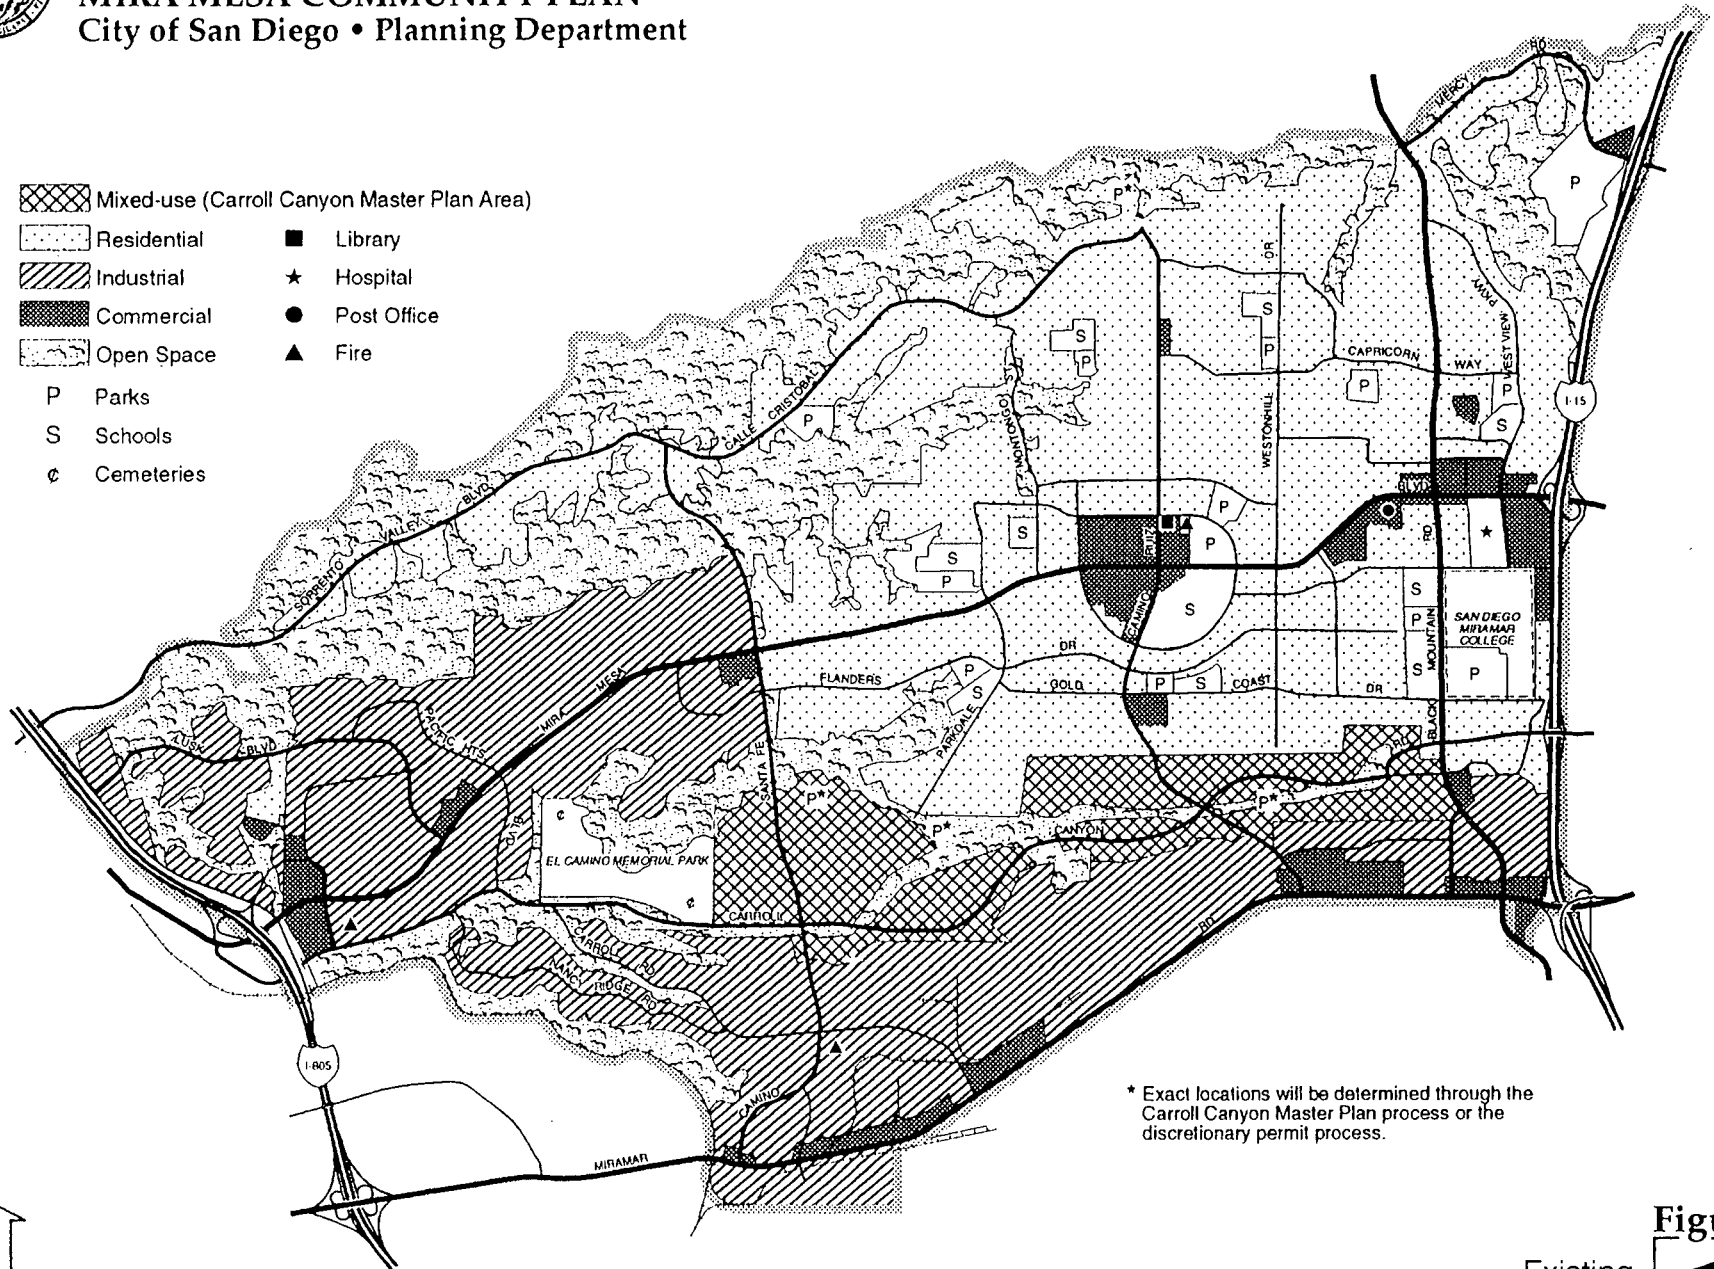 MIRA MESA COMMUNITY PLAN
City of San Diego • Planning Department
Mixed-use (Carroll Canyon Master Plan Area)
Residential
Industrial
Commercial
Open Space
P Parks
S Schools
¢ Cemeteries
Library
Hospital
Post Office
Fire
MERCY
RD
P
P*
DR
PKWY
WEST VIEW
S
P
S
P
CAPRICORN
WAY
P
P
S
I-15
CALLE CRISTOBAL
P
MONTONGO S
WESTONHILL
SORRENTO
VALLEY
BLVD
BLVD
P
S
RUIZ
P
RD
S
P
CAMINO
S
S
P
S
MOUNTAIN
SAN DIEGO
MIRAMAR
COLLEGE
P
DR
FLANDERS
P
S
GOLD
P
S
COAST
DR
PARKDALE
BLACK
MESA
MIRA
PACIFIC HTS
LUSK
BLVD
SANTA FE
RD
P*
P*
P*
CANYON
¢
EL CAMINO MEMORIAL PARK
¢
CARROLL
RD
CARROLL
RD
NANCY RIDGE RD
I-805
CAMINO
MIRAMAR
* Exact locations will be determined through the
Carroll Canyon Master Plan process or the
discretionary permit process.
Figu
Existing